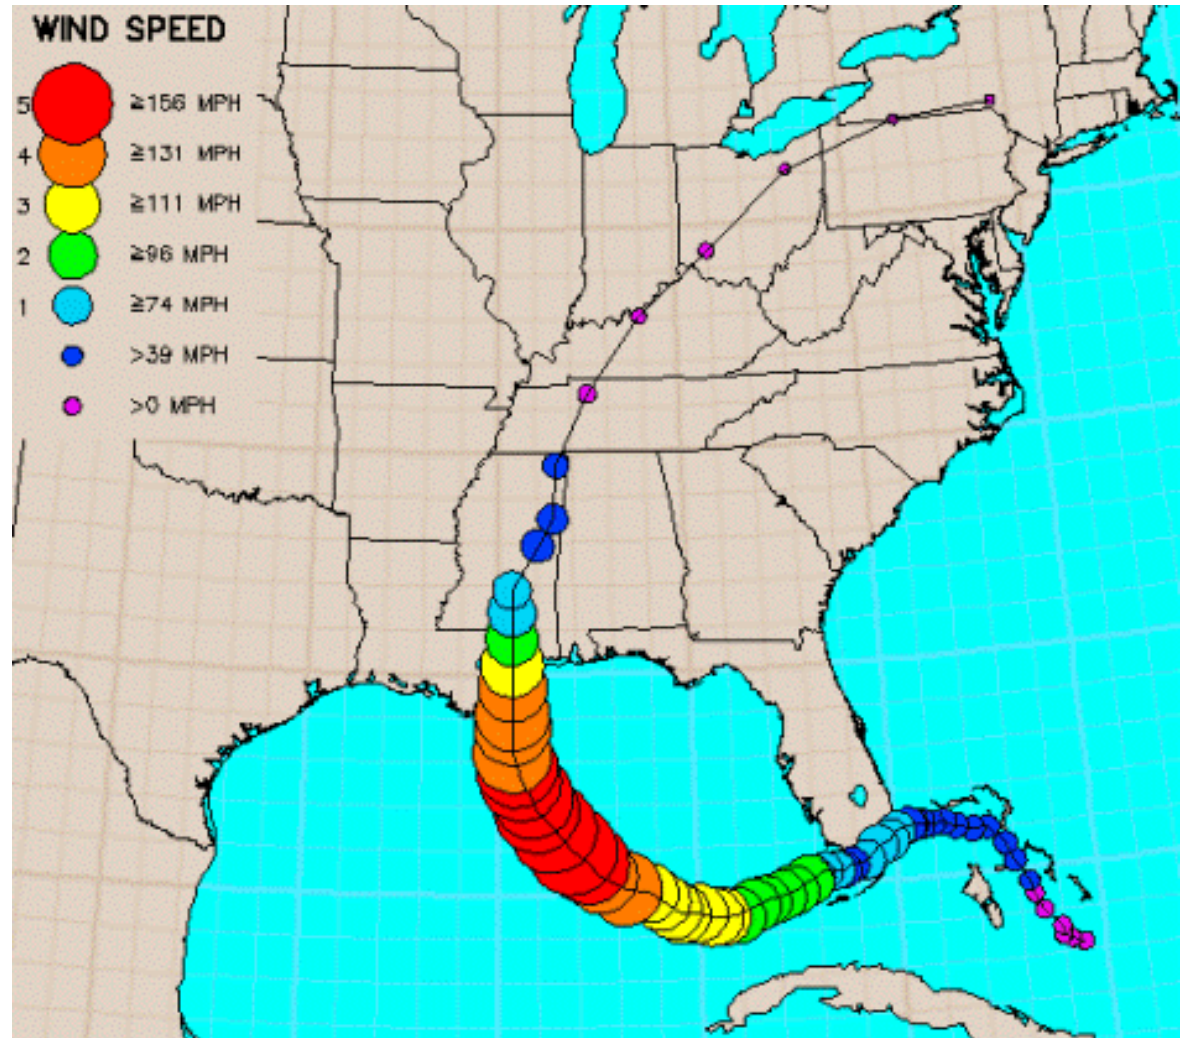 WIND SPEED
5 ≧156 MPH
4 ≧131 MPH
3 ≧111 MPH
2 ≧96 MPH
1 ≧74 MPH
>39 MPH
>0 MPH